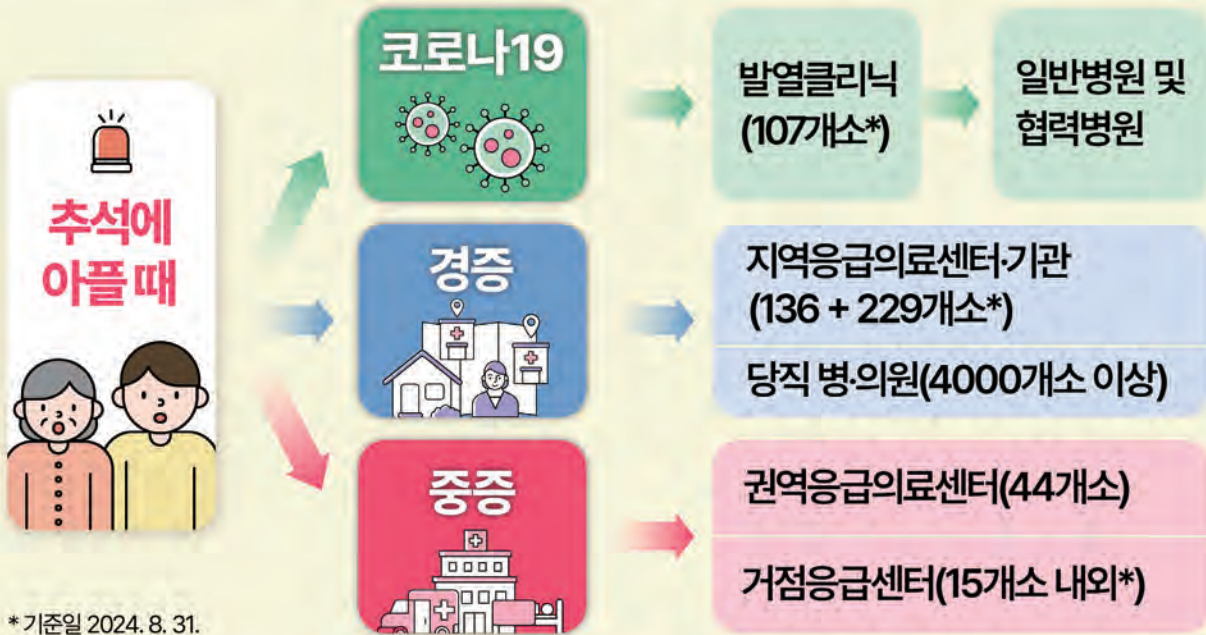 추석에
아플 때
코로나19
발열클리닉
(107개소*)
일반병원 및
협력병원
경증
지역응급의료센터·기관
(136 + 229개소*)
당직 병·의원(4000개소 이상)
중증
권역응급의료센터(44개소)
거점응급센터(15개소 내외*)
* 기준일 2024. 8. 31.